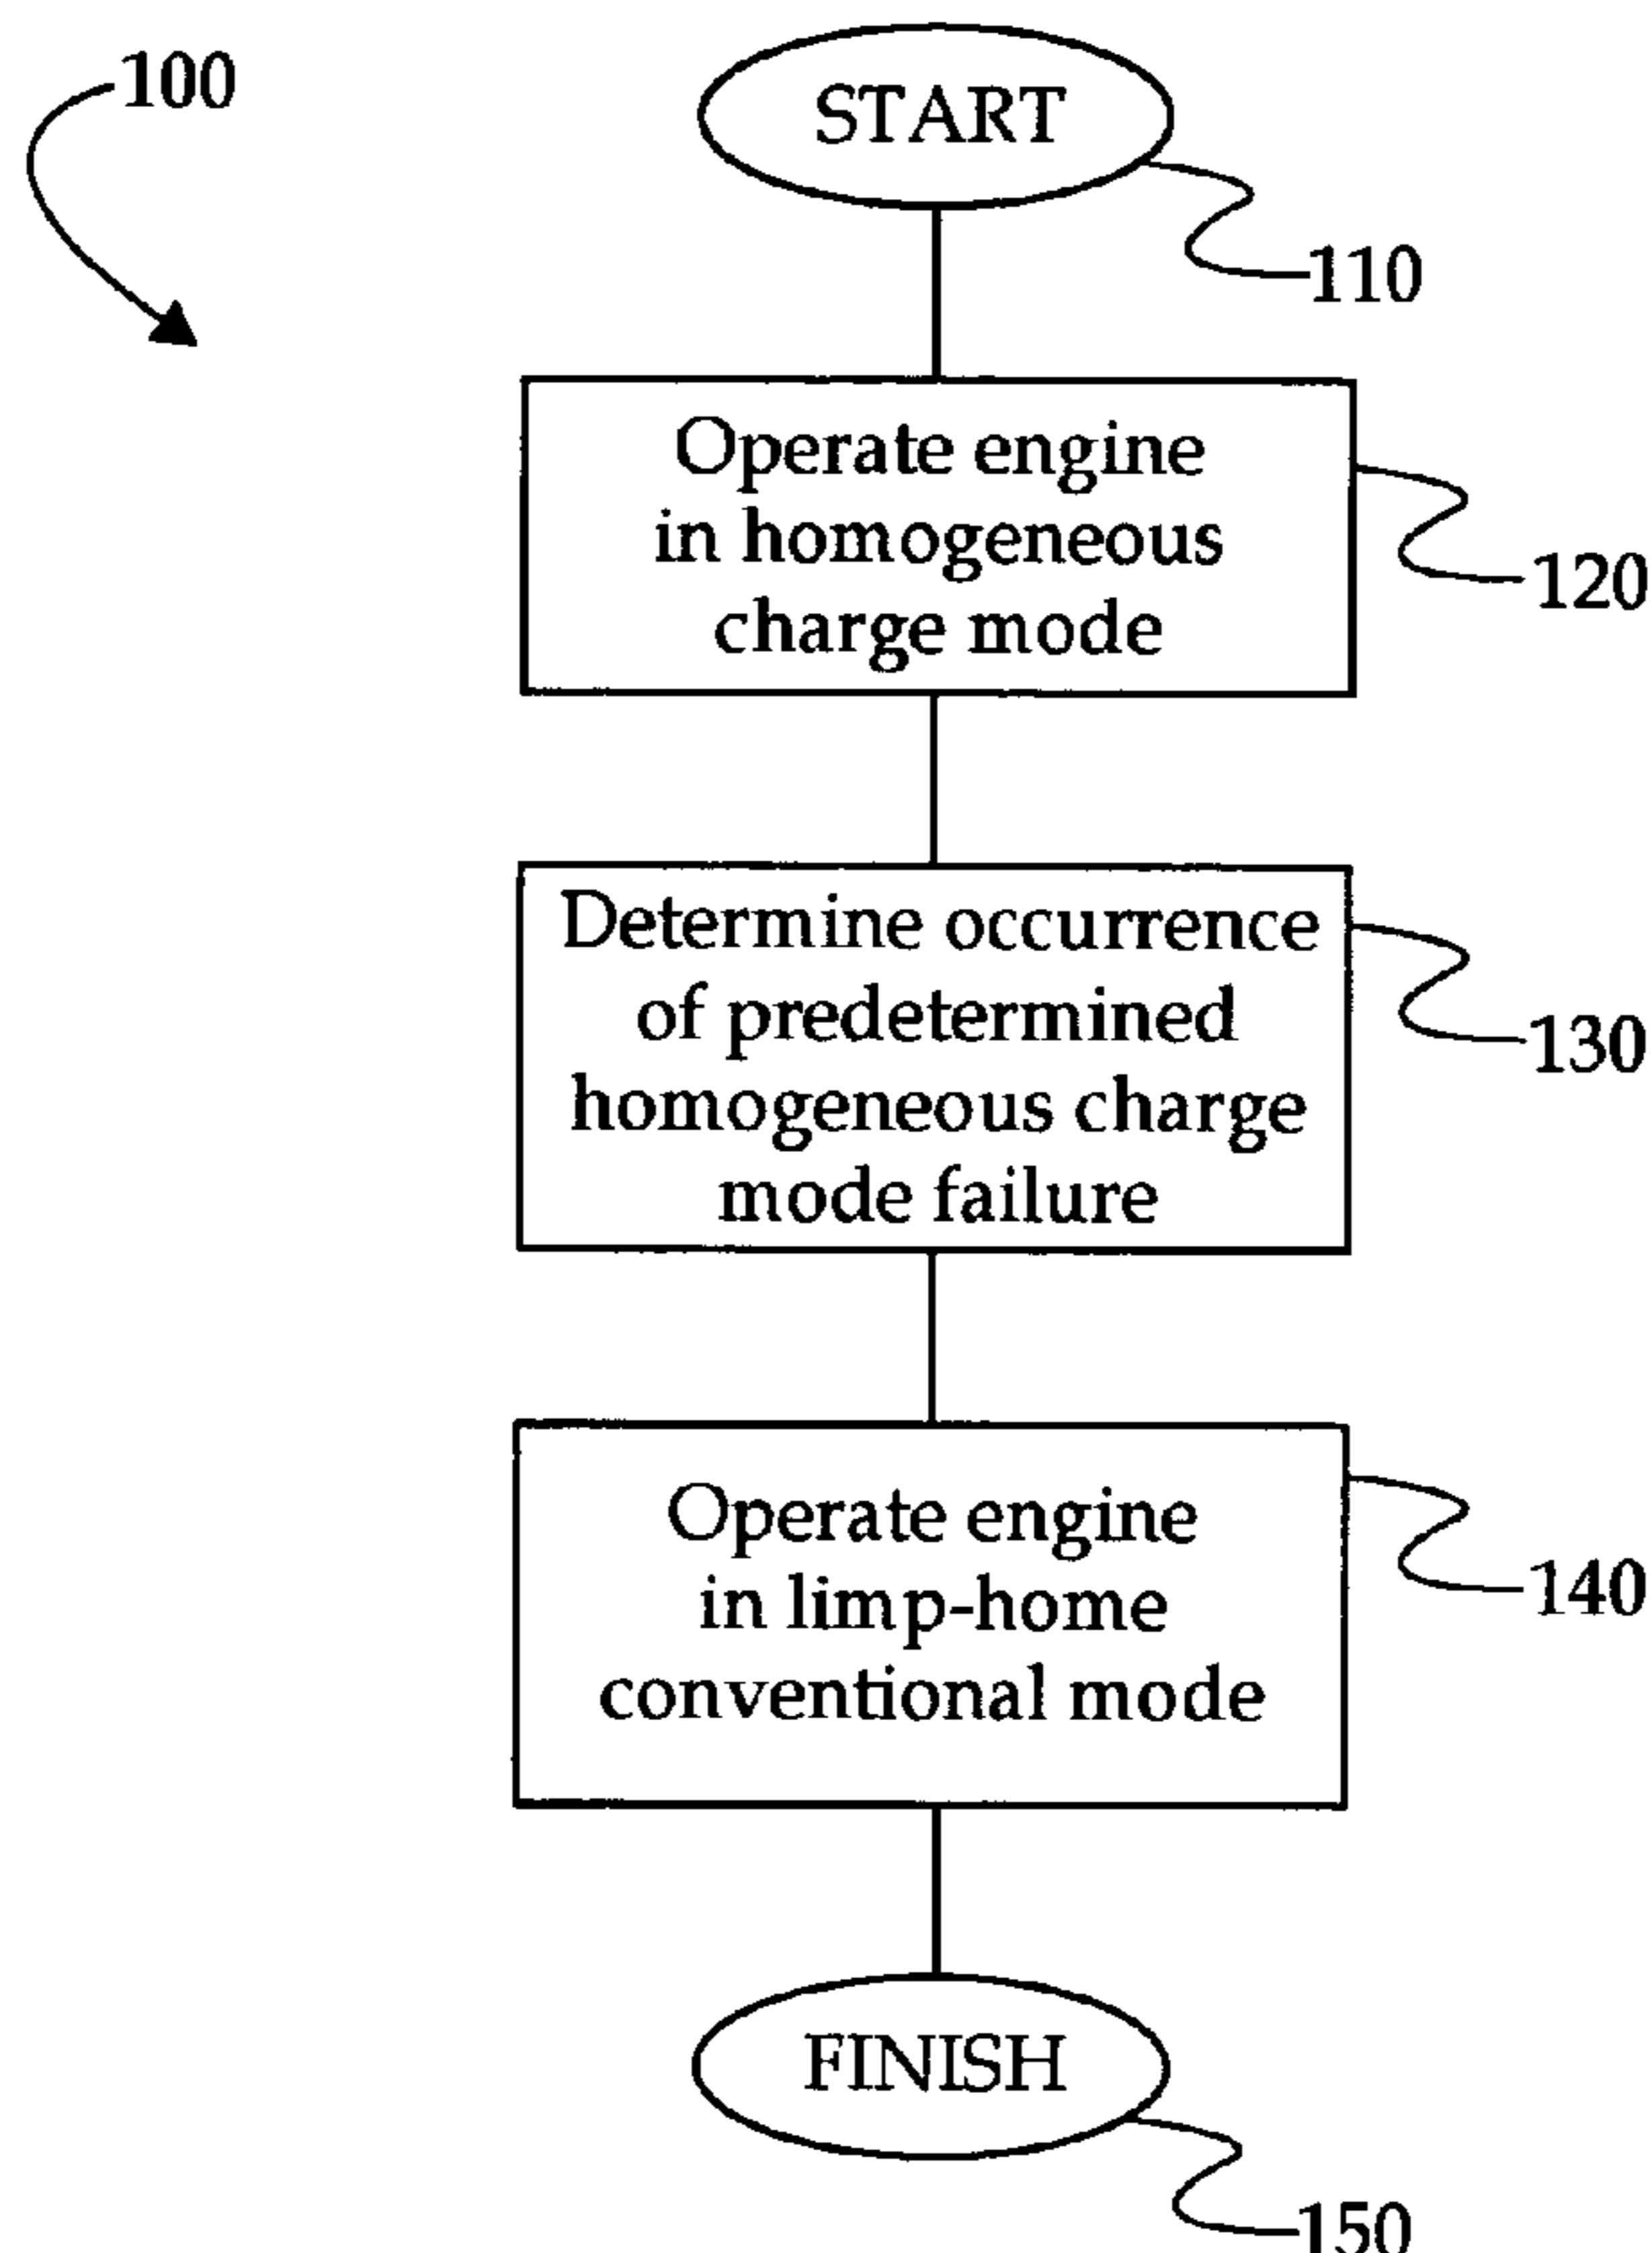 100
START
110
Operate engine
in homogeneous
charge mode
120
Determine occurrence
of predetermined
homogeneous charge
mode failure
130
Operate engine
in limp-home
conventional mode
140
FINISH
150